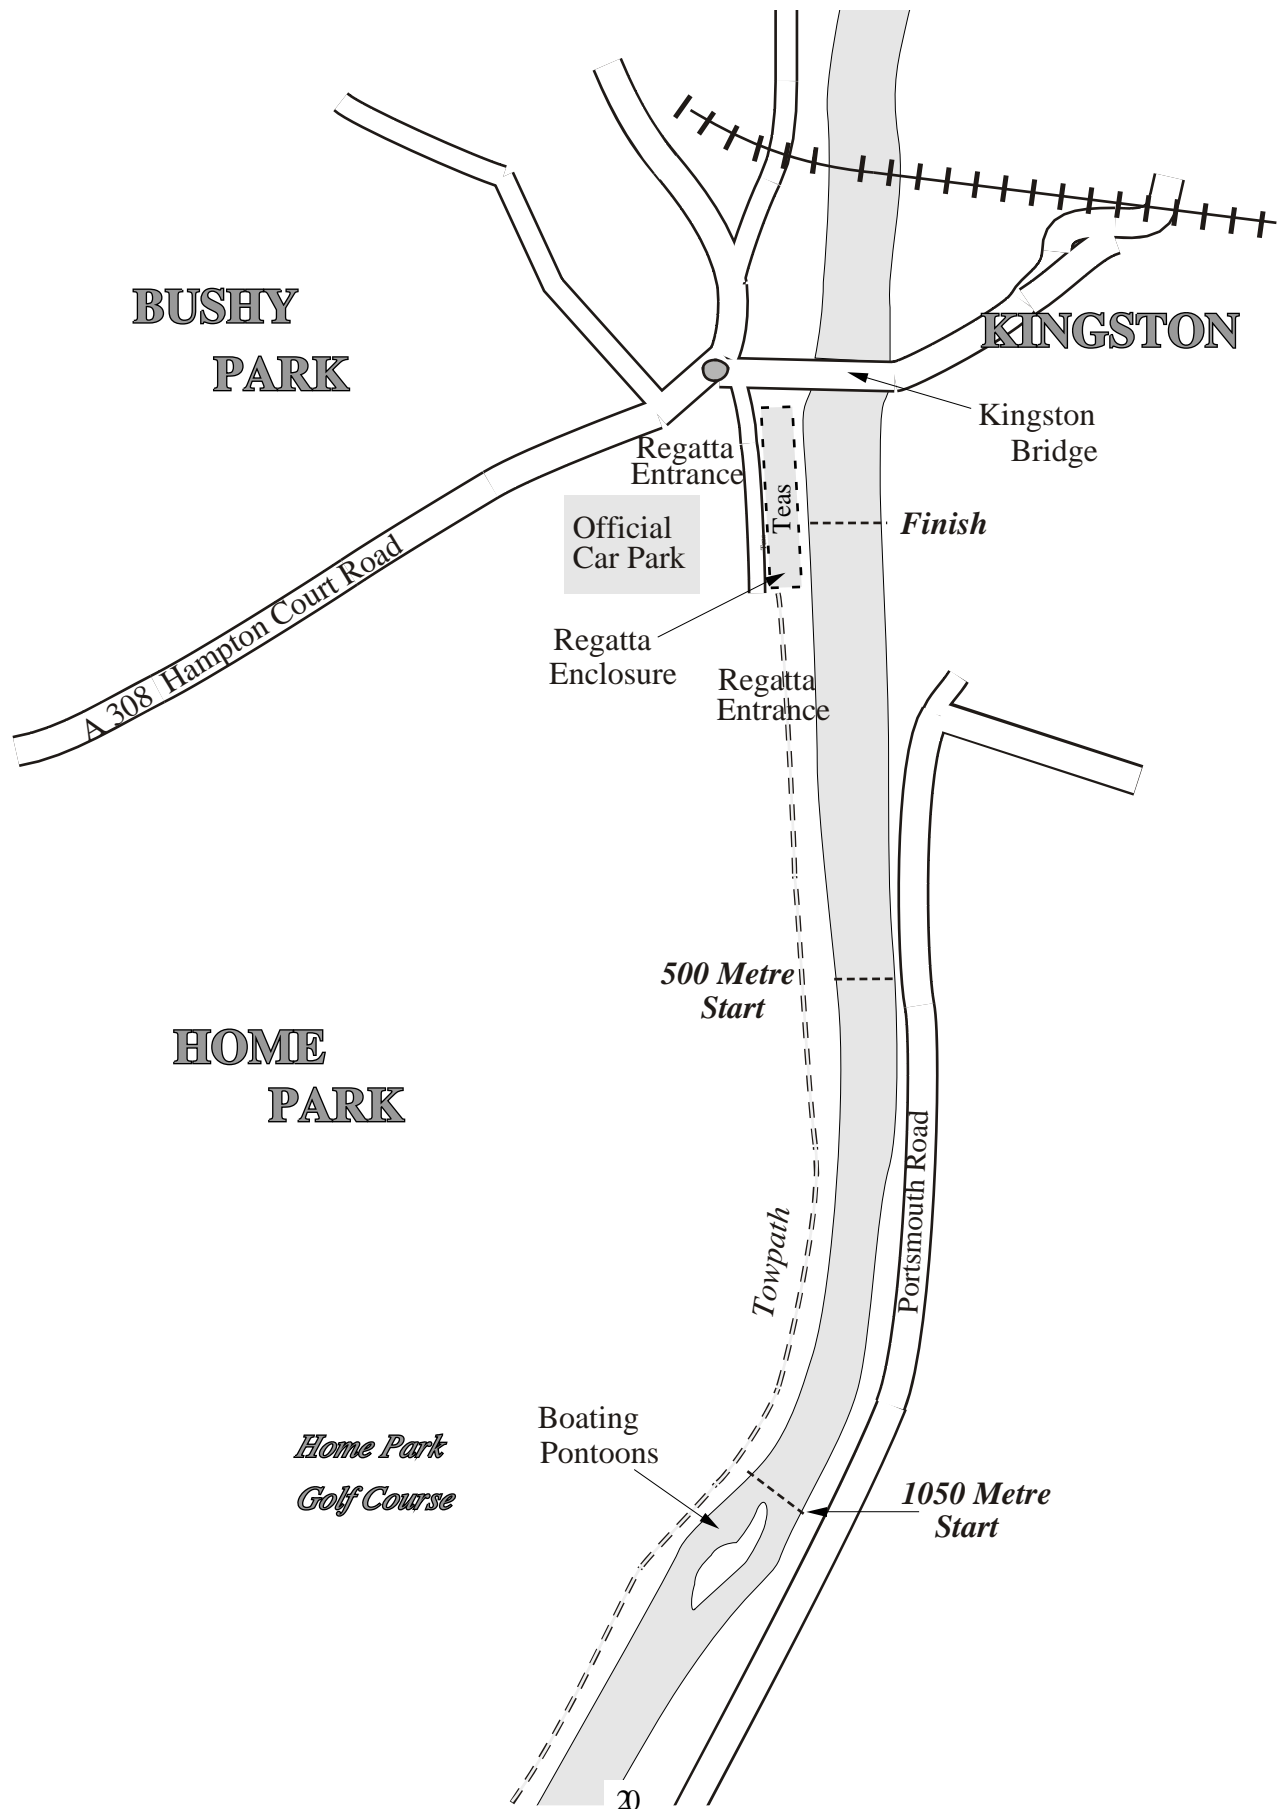 BUSHY
PARK
KINGSTON
Kingston
Bridge
Regatta
Entrance
Teas
Finish
Official
Car Park
A 308 Hampton Court Road
Regatta
Enclosure
Regatta
Entrance
500 Metre
Start
HOME
PARK
Portsmouth Road
Towpath
Boating
Pontoons
Home Park
Golf Course
1050 Metre
Start
20